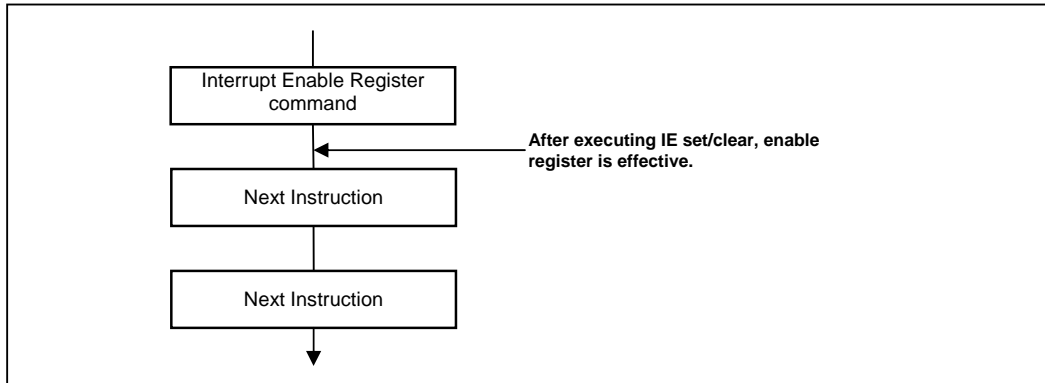 Interrupt Enable Register
command
After executing IE set/clear, enable
register is effective.
Next Instruction
Next Instruction